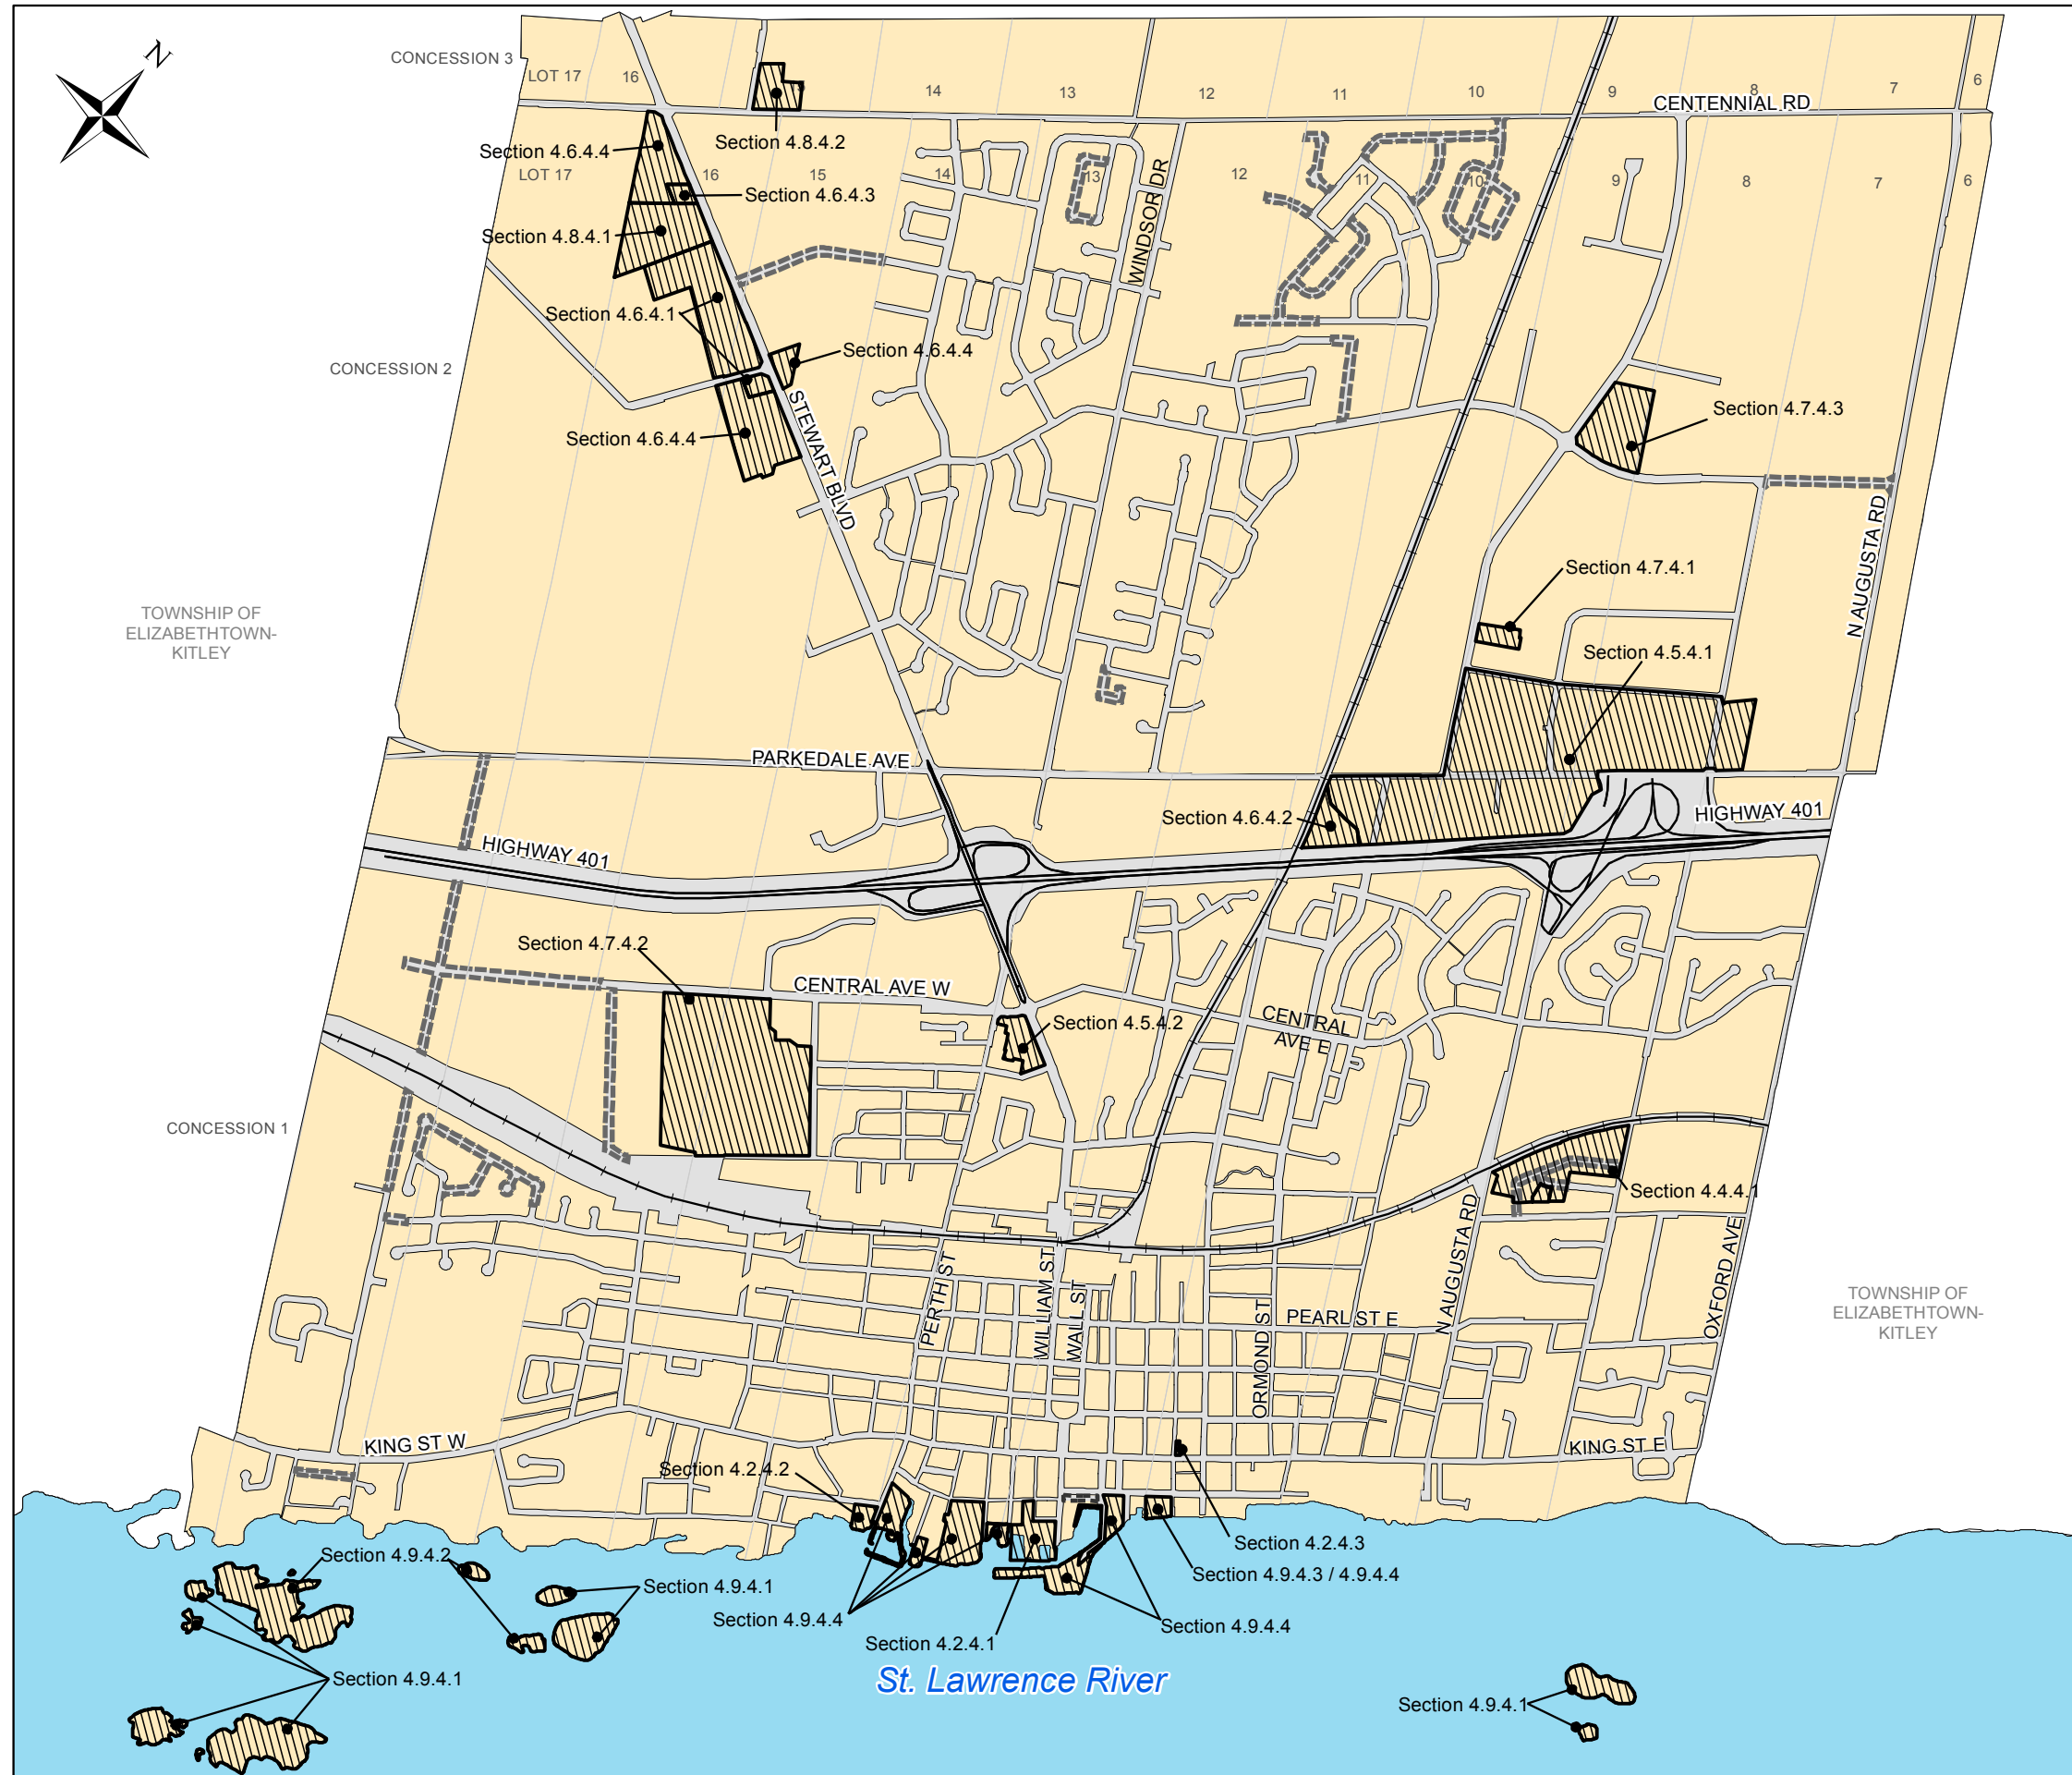 N
CONCESSION 3
LOT 17
16
14
13
12
11
10
9
8
7
6
CENTENNIAL RD
Section 4.8.4.2
Section 4.6.4.4
LOT 17
16
15
14
13
12
11
10
9
8
7
6
Section 4.6.4.3
WINDSOR DR
Section 4.8.4.1
Section 4.6.4.1
Section 4.6.4.4
CONCESSION 2
STEWART BLVD
Section 4.7.4.3
Section 4.6.4.4
N AUGUSTA RD
Section 4.7.4.1
TOWNSHIP OF
ELIZABETHTOWN-
KITLEY
Section 4.5.4.1
PARKEDALE AVE
HIGHWAY 401
Section 4.6.4.2
HIGHWAY 401
Section 4.7.4.2
CENTRAL AVE W
Section 4.5.4.2
CENTRAL
AVE E
CONCESSION 1
Section 4.4.4.1
N AUGUSTA RD
OXFORD AVE
PERTH ST
WILLIAM ST
WALL ST
ORMOND ST
PEARL ST E
TOWNSHIP OF
ELIZABETHTOWN-
KITLEY
KING ST W
KING ST E
Section 4.2.4.2
Section 4.2.4.3
Section 4.9.4.2
Section 4.9.4.3 / 4.9.4.4
Section 4.9.4.1
Section 4.9.4.4
Section 4.9.4.4
Section 4.2.4.1
Section 4.9.4.1
St. Lawrence River
Section 4.9.4.1